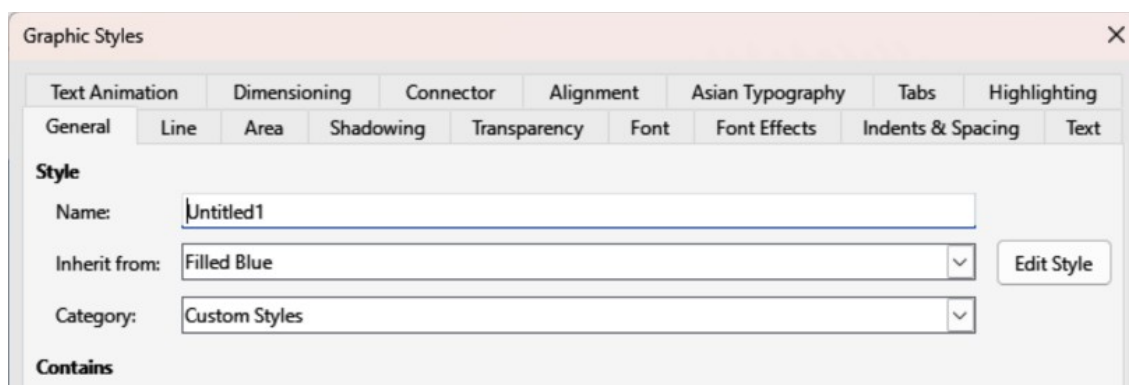 Graphic Styles
Text Animation Dimensioning Connector Alignment Asian Typography Tabs Highlighting
General Line Area Shadowing Transparency Font Font Effects Indents & Spacing Text
Style
Name: Untitled1
Inherit from: Filled Blue Edit Style
Category: Custom Styles
Contains